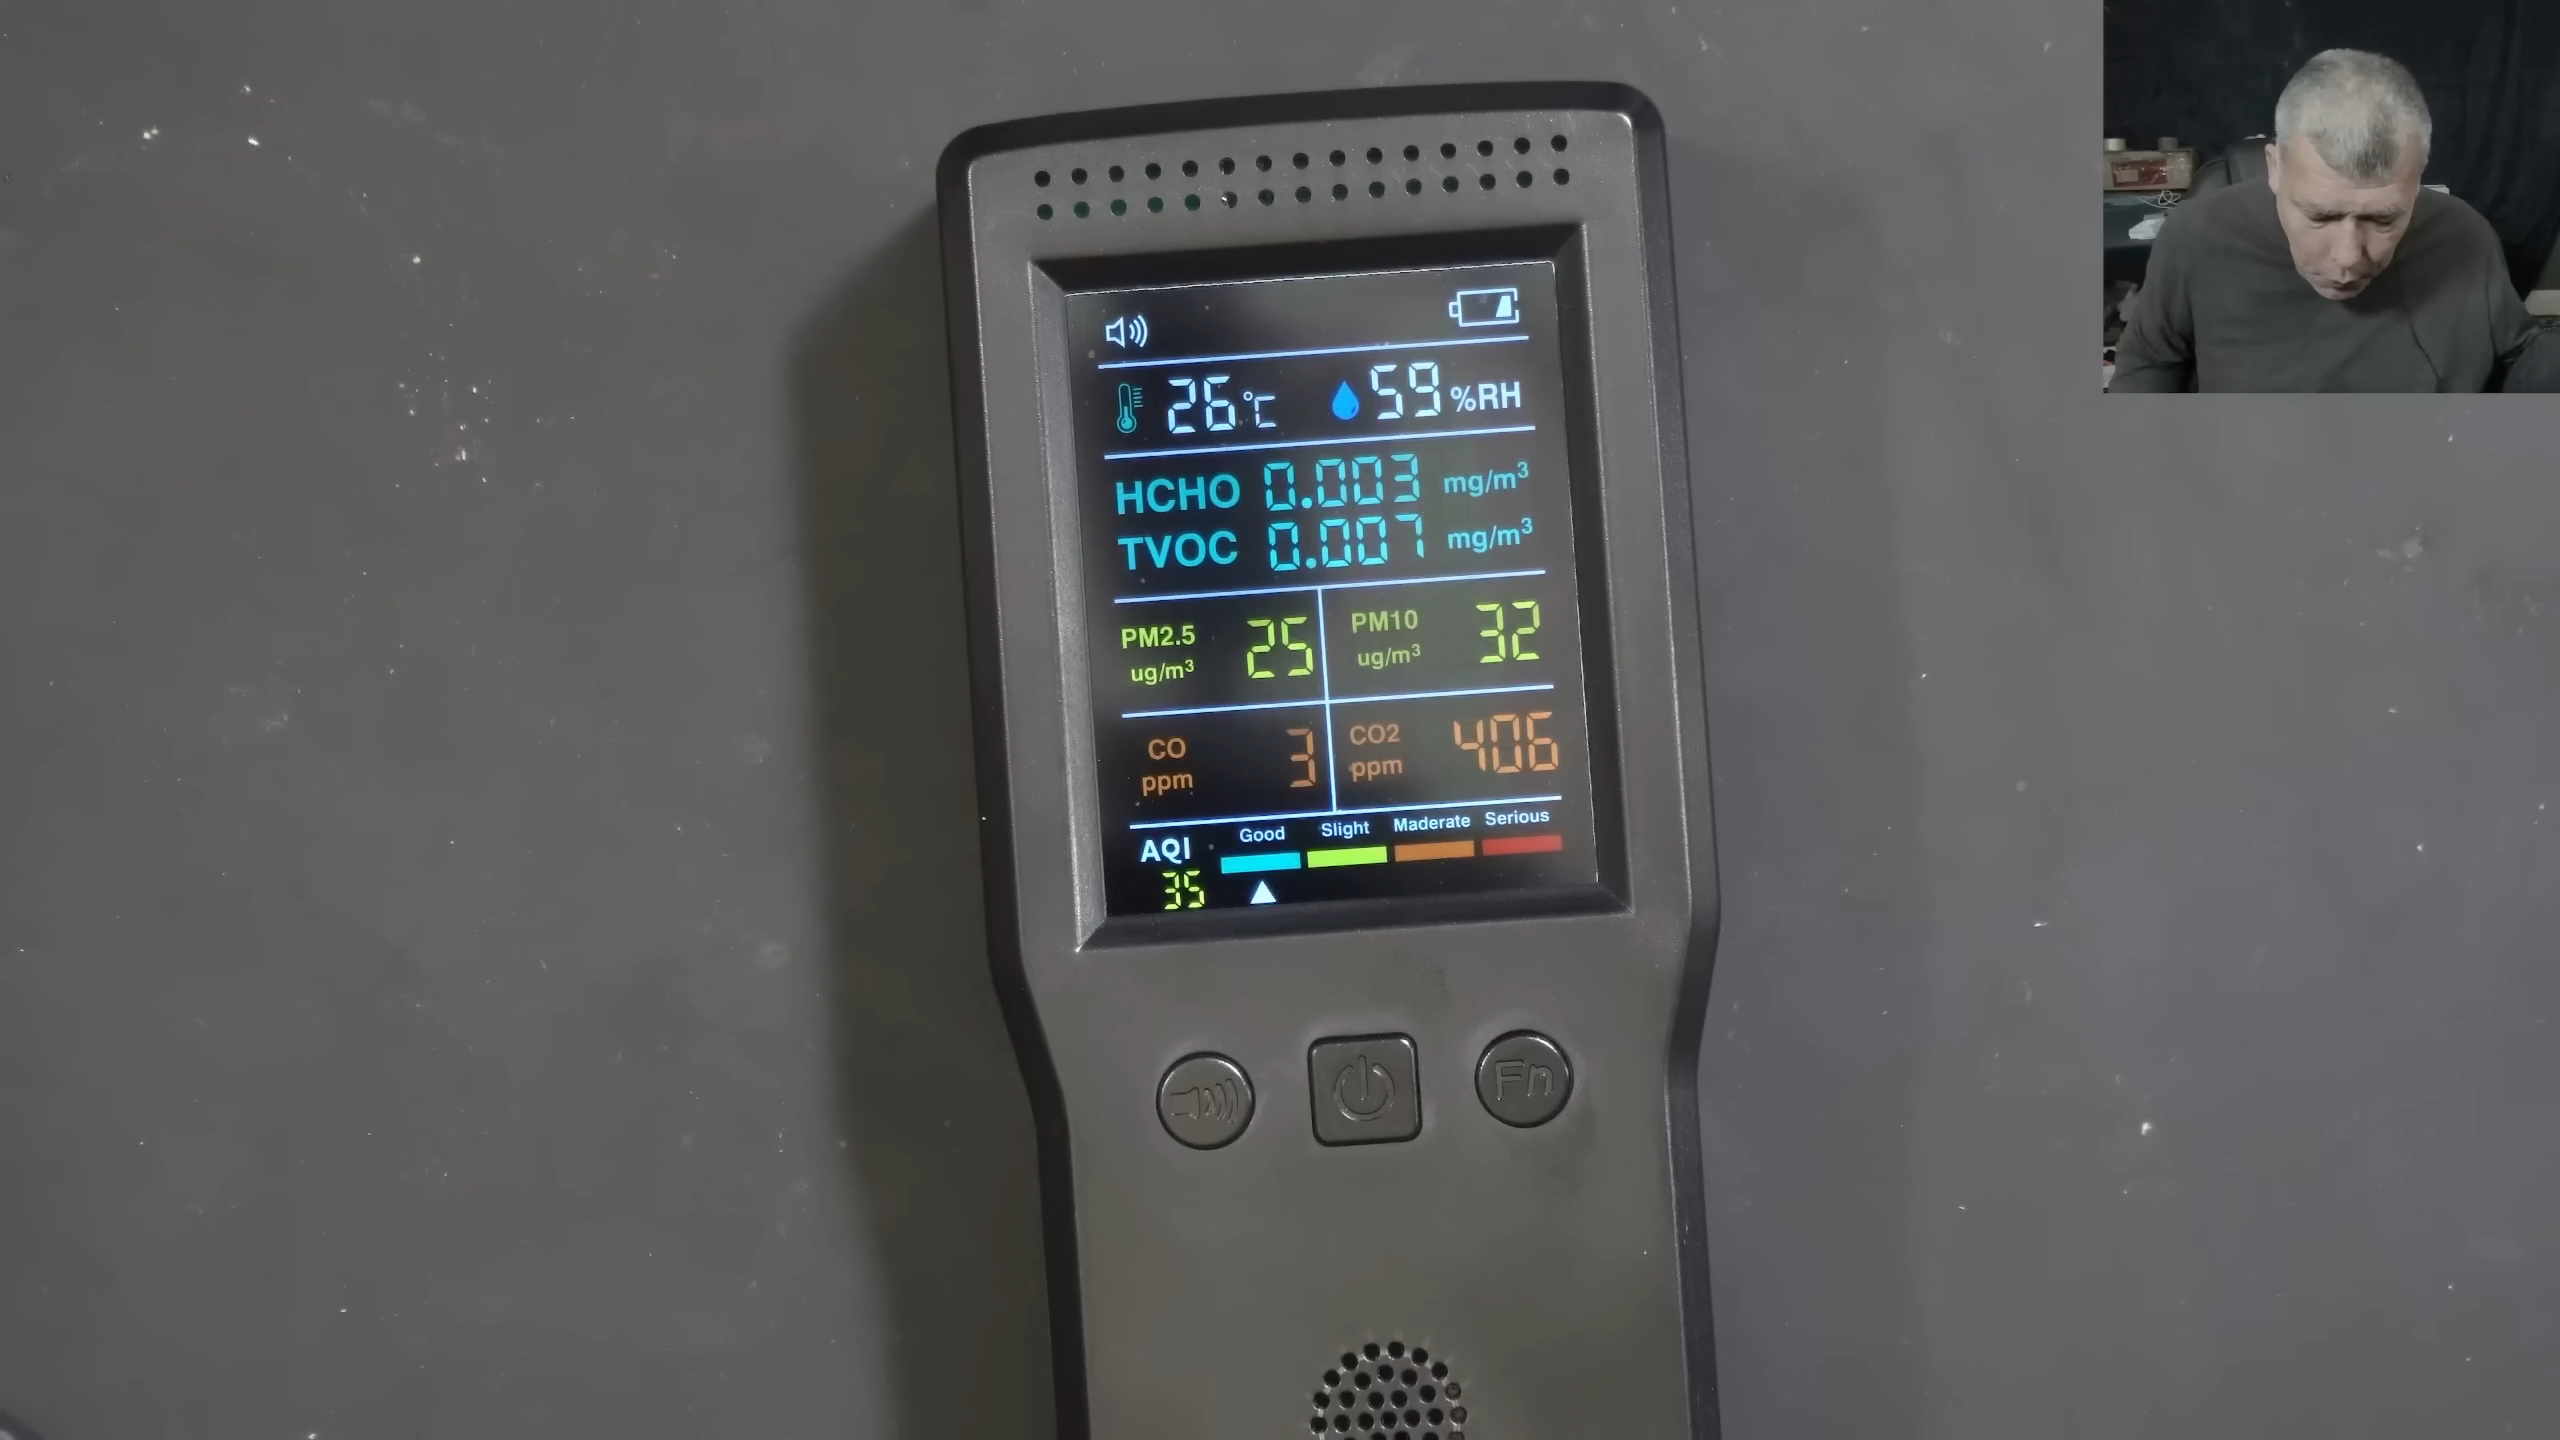 26 °C 59 %RH
HCHO 0.003 mg/m³
TVOC 0.007 mg/m³
PM2.5 ug/m³ 25
PM10 ug/m³ 32
CO ppm 3
CO2 ppm 406
AQI 35
Good Slight Maderate Serious
Fn